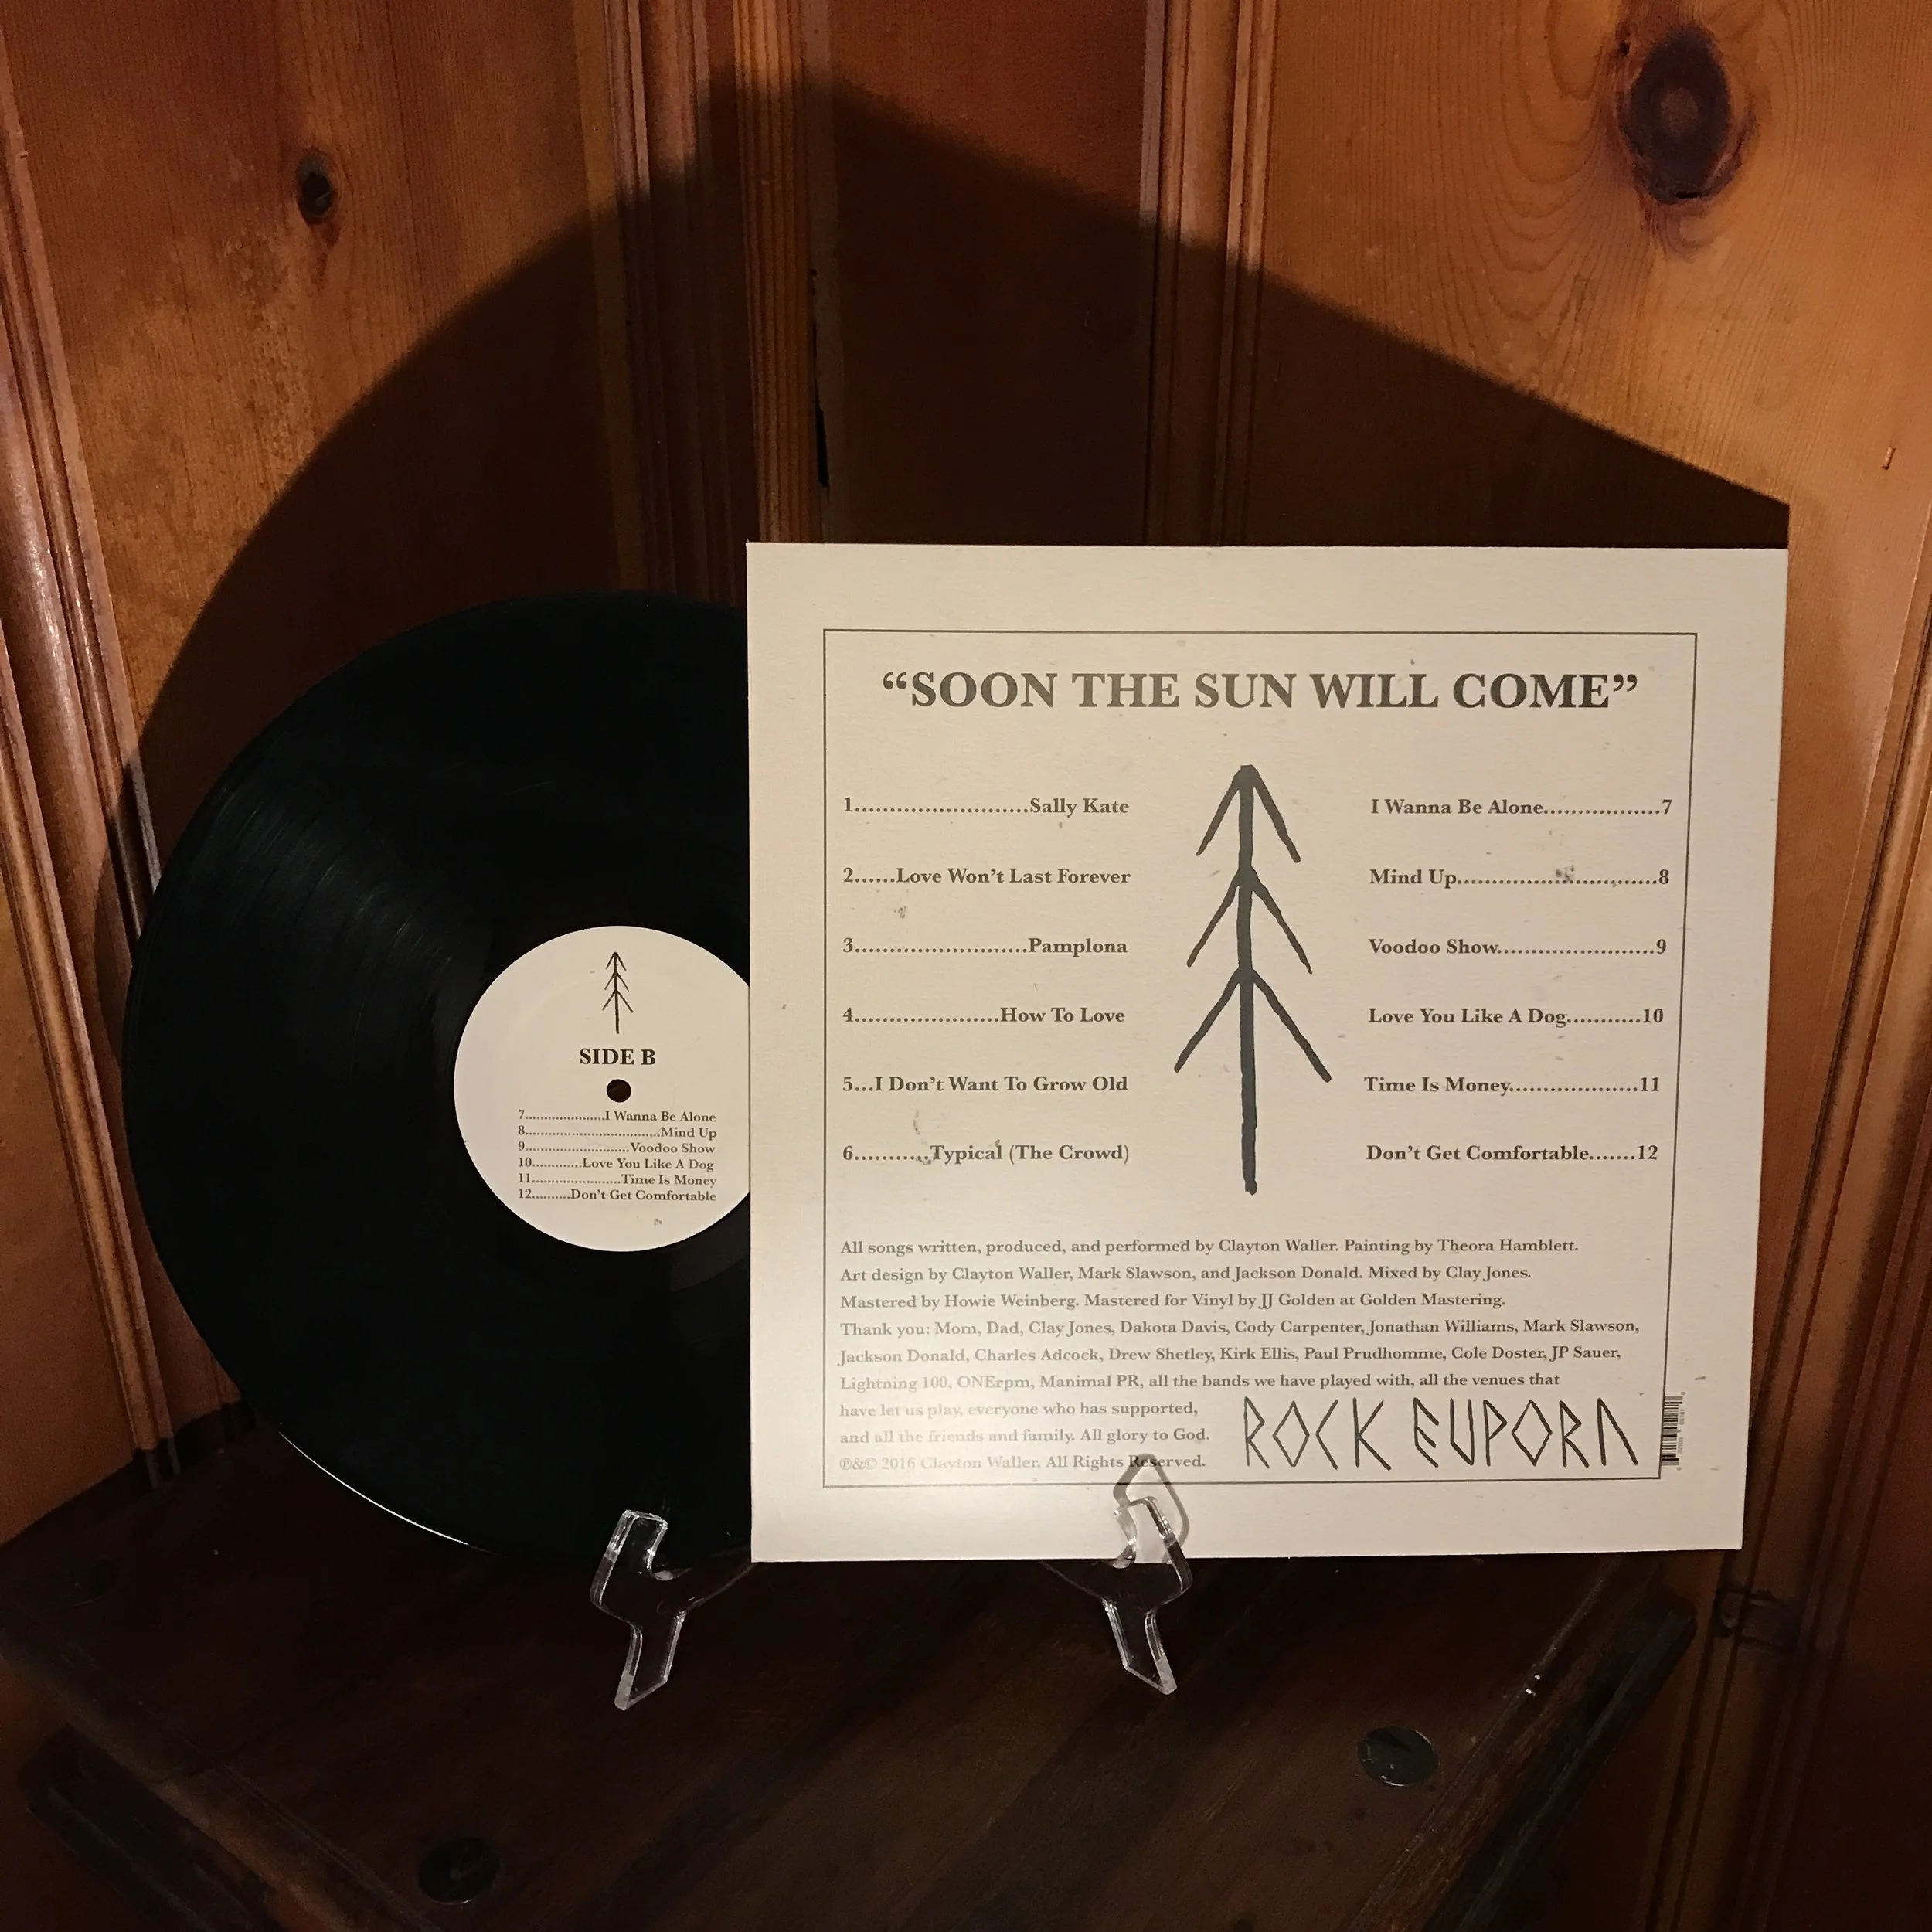 SIDE B
7......................I Wanna Be Alone
8.....................................Mind Up
9............................Voodoo Show
10.............Love You Like A Dog
11........................Time Is Money
12..........Don't Get Comfortable
“SOON THE SUN WILL COME”
1.........................Sally Kate
2......Love Won't Last Forever
3.........................Pamplona
4.....................How To Love
5...I Don't Want To Grow Old
6...........Typical (The Crowd)
I Wanna Be Alone.................7
Mind Up.............................8
Voodoo Show.......................9
Love You Like A Dog...........10
Time Is Money...................11
Don't Get Comfortable.......12
All songs written, produced, and performed by Clayton Waller. Painting by Theora Hamblett.
Art design by Clayton Waller, Mark Slawson, and Jackson Donald. Mixed by Clay Jones.
Mastered by Howie Weinberg. Mastered for Vinyl by JJ Golden at Golden Mastering.
Thank you: Mom, Dad, Clay Jones, Dakota Davis, Cody Carpenter, Jonathan Williams, Mark Slawson,
Jackson Donald, Charles Adcock, Drew Shetley, Kirk Ellis, Paul Prudhomme, Cole Doster, JP Sauer,
Lightning 100, ONErpm, Manimal PR, all the bands we have played with, all the venues that
have let us play, everyone who has supported,
and all the friends and family. All glory to God.
℗&© 2016 Clayton Waller. All Rights Reserved.
ROCK EUPORA